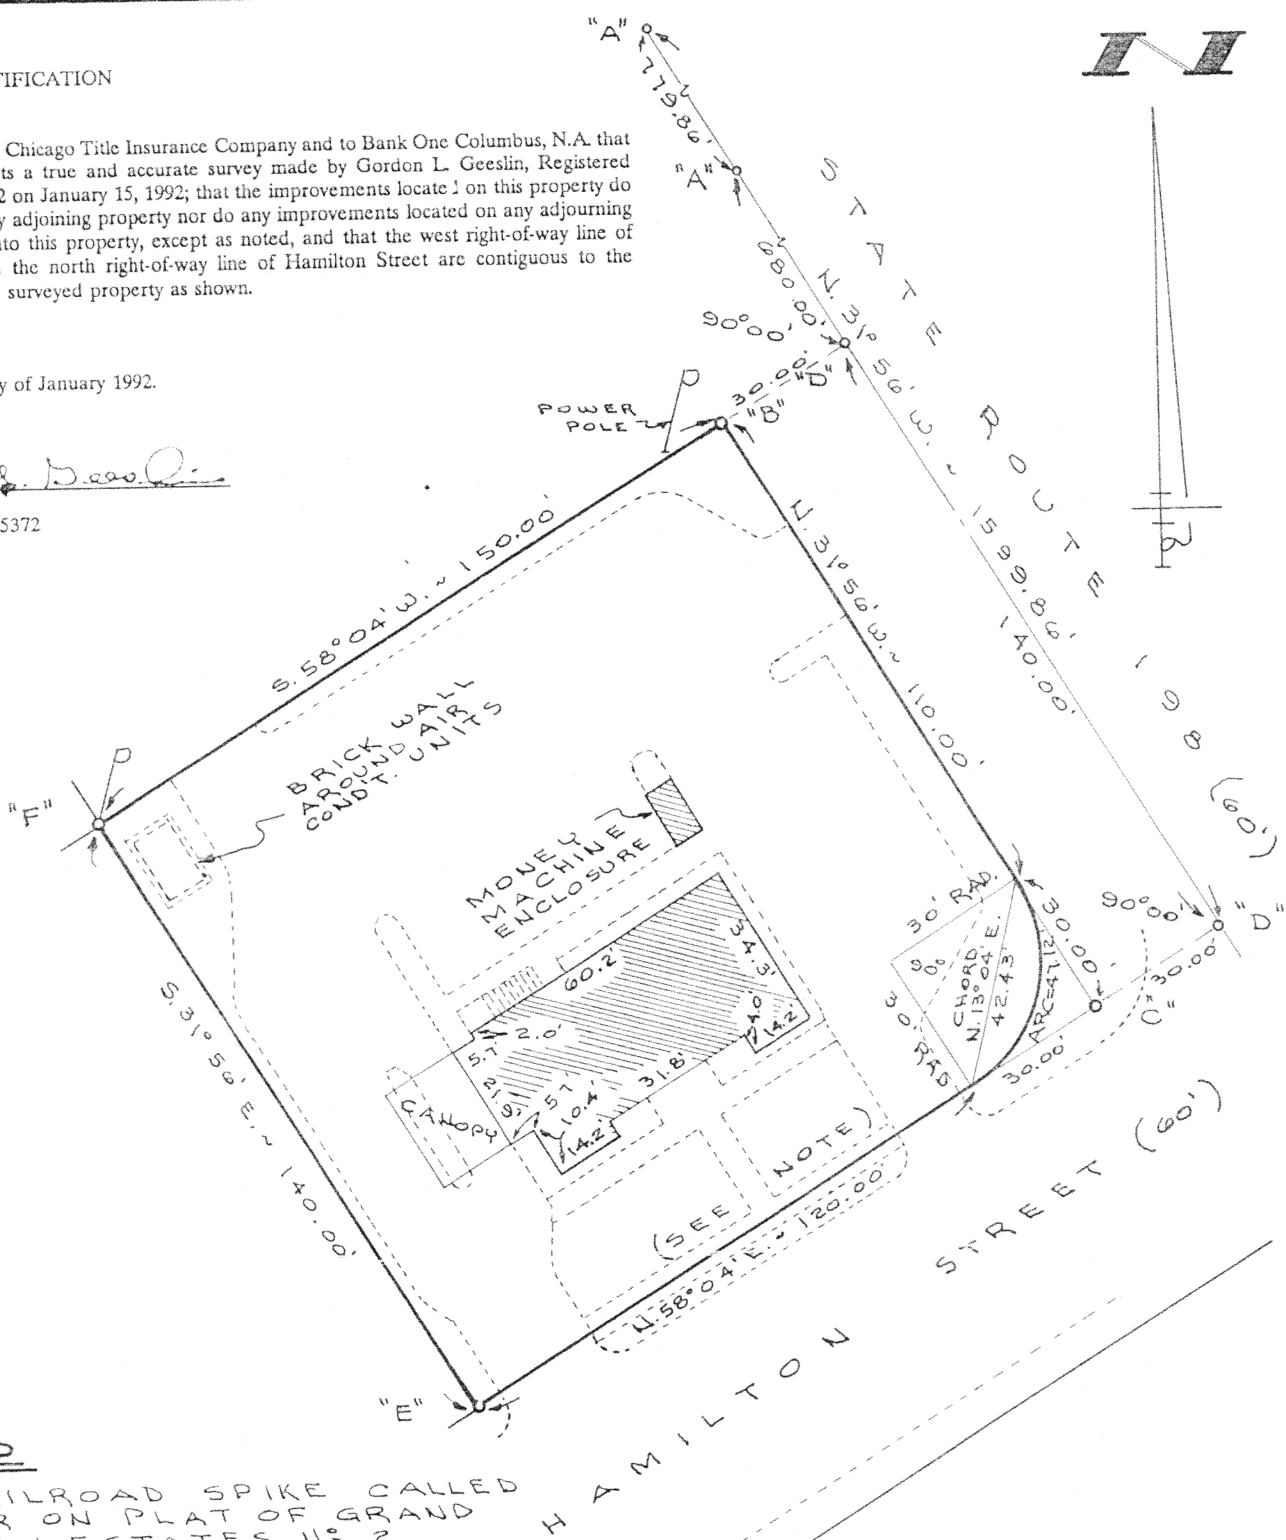 TIFICATION
Chicago Title Insurance Company and to Bank One Columbus, N.A. that
ts a true and accurate survey made by Gordon L. Geeslin, Registered
2 on January 15, 1992; that the improvements located on this property do
y adjoining property nor do any improvements located on any adjourning
nto this property, except as noted, and that the west right-of-way line of
the north right-of-way line of Hamilton Street are contiguous to the
surveyed property as shown.
y of January 1992.
5372
N
"A"
779.86'
"A"
680.00'
N. 31° 56' W. ~ 1599.86'
STATE ROUTE 198 (60')
90°00'
30.00'
"D"
"B"
POWER
POLE
S. 58° 04' W. ~ 150.00'
N. 31° 56' W. ~ 110.00'
140.00'
"F"
BRICK WALL
AROUND AIR
COND'T. UNITS
MONEY
MACHINE
ENCLOSURE
30' RAD.
90°
30' RAD
CHORD
N. 13° 04' E.
42.43'
ARC=47.12
30.00'
90°00'
"D"
30.00'
"C"
30.00'
60.2'
34.3'
2.0'
5.7'
21.9'
5.7'
10.4'
14.2'
31.8'
4.0'
14.2'
CANOPY
S. 31° 56' E. ~ 140.00'
(SEE NOTE)
N. 58° 04' E. ~ 120.00'
"E"
HAMILTON STREET (60')
ILROAD SPIKE CALLED
R ON PLAT OF GRAND
ESTATES No 2